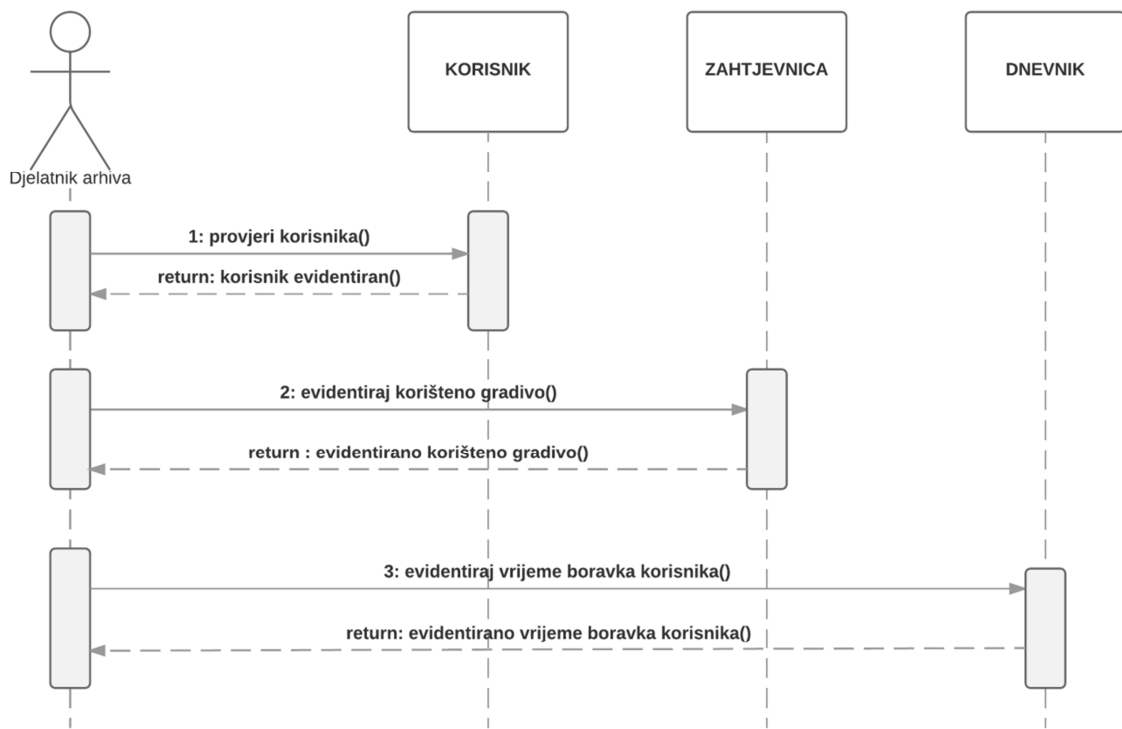 KORISNIK
ZAHTJEVNICA
DNEVNIK
Djelatnik arhiva
1: provjeri korisnika()
return: korisnik evidentiran()
2: evidentiraj korišteno gradivo()
return : evidentirano korišteno gradivo()
3: evidentiraj vrijeme boravka korisnika()
return: evidentirano vrijeme boravka korisnika()